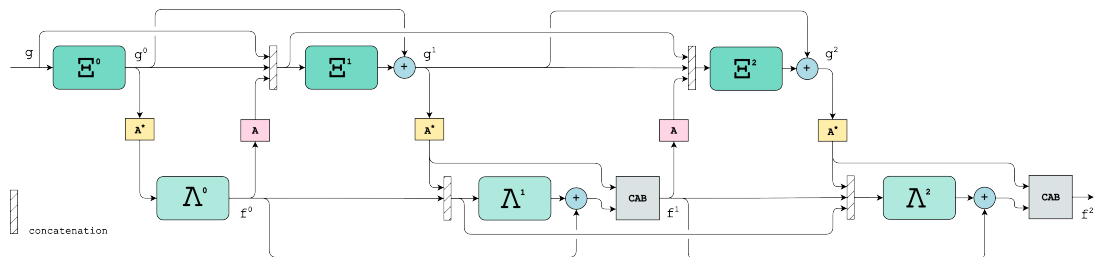 g
Ξ⁰
g⁰
Ξ¹
+
g¹
Ξ²
+
g²
A*
A
A*
A
A*
Λ⁰
f⁰
Λ¹
+
CAB
f¹
Λ²
+
CAB
f²
concatenation